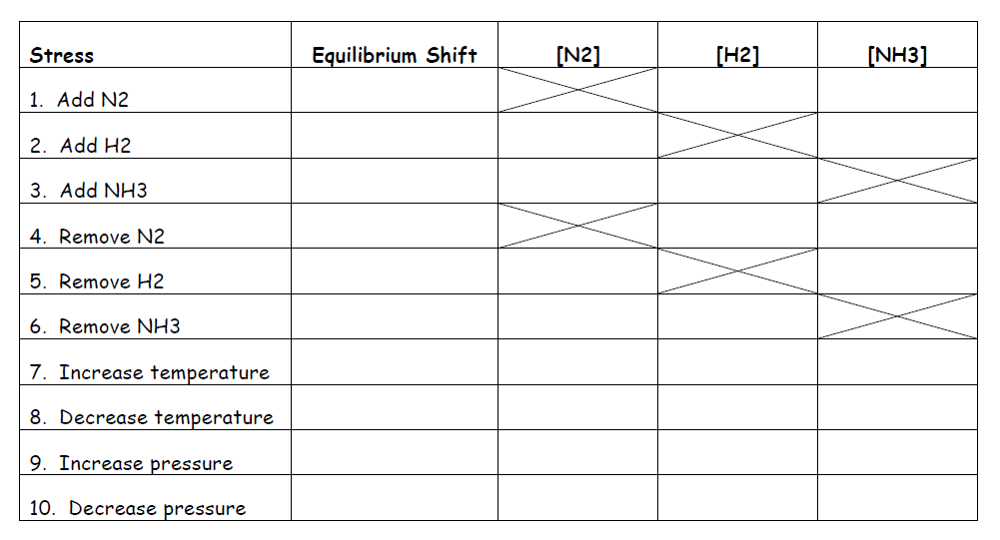 Stress Equilibrium Shift [N2] [H2] [NH3]
1. Add N2
2. Add H2
3. Add NH3
4. Remove N2
5. Remove H2
6. Remove NH3
7. Increase temperature
8. Decrease temperature
9. Increase pressure
10. Decrease pressure